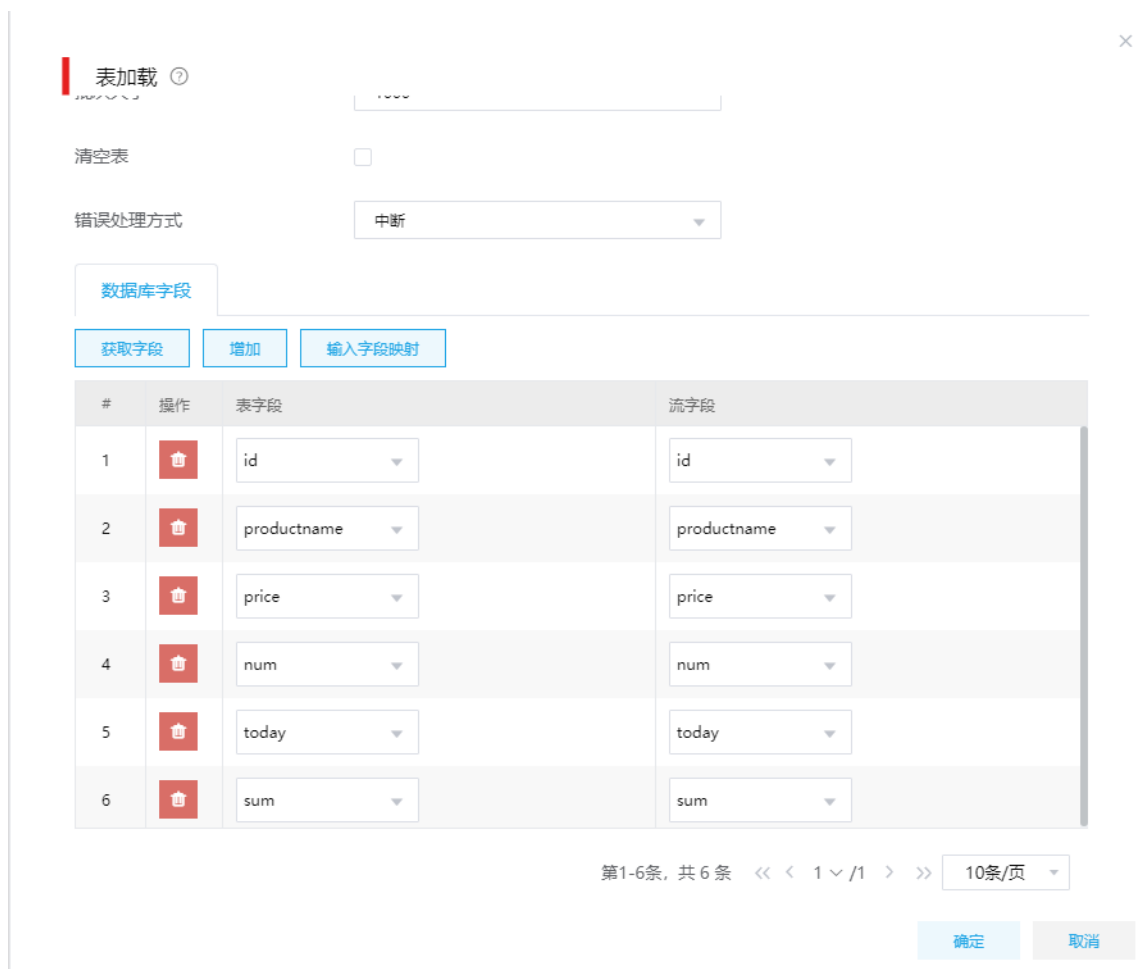 表加载
清空表
错误处理方式 中断
数据库字段
获取字段 增加 输入字段映射
# 操作 表字段 流字段
1 id id
2 productname productname
3 price price
4 num num
5 today today
6 sum sum
第1-6条, 共 6 条 1 /1 10条/页
确定 取消